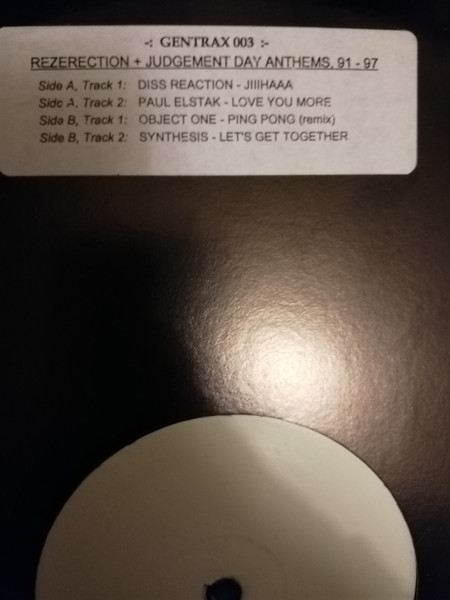 -: GENTRAX 003 :-
REZERECTION + JUDGEMENT DAY ANTHEMS, 91 - 97
Side A, Track 1: DISS REACTION - JIIIHAAA
Side A, Track 2: PAUL ELSTAK - LOVE YOU MORE
Side B, Track 1: OBJECT ONE - PING PONG (remix)
Side B, Track 2: SYNTHESIS - LET'S GET TOGETHER